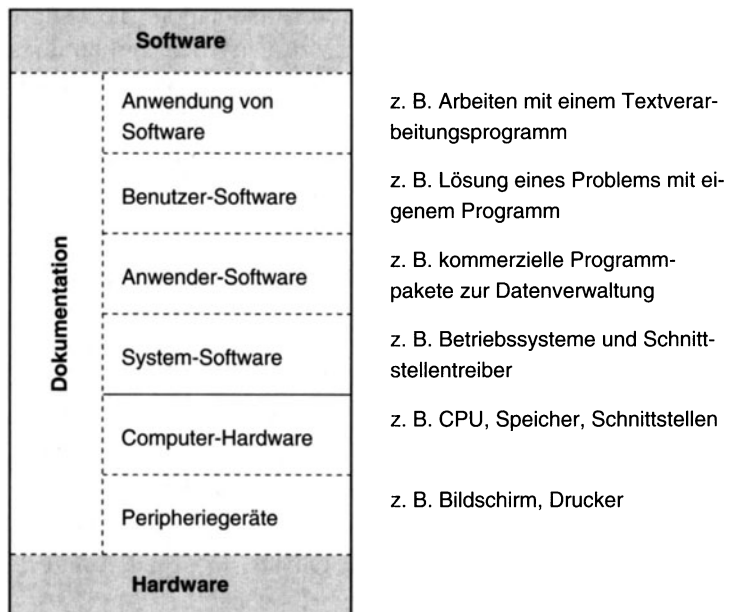 Software
Dokumentation
Anwendung von
Software
z. B. Arbeiten mit einem Textverar-
beitungsprogramm
Benutzer-Software
z. B. Lösung eines Problems mit ei-
genem Programm
Anwender-Software
z. B. kommerzielle Programm-
pakete zur Datenverwaltung
System-Software
z. B. Betriebssysteme und Schnitt-
stellentreiber
Computer-Hardware
z. B. CPU, Speicher, Schnittstellen
Peripheriegeräte
z. B. Bildschirm, Drucker
Hardware